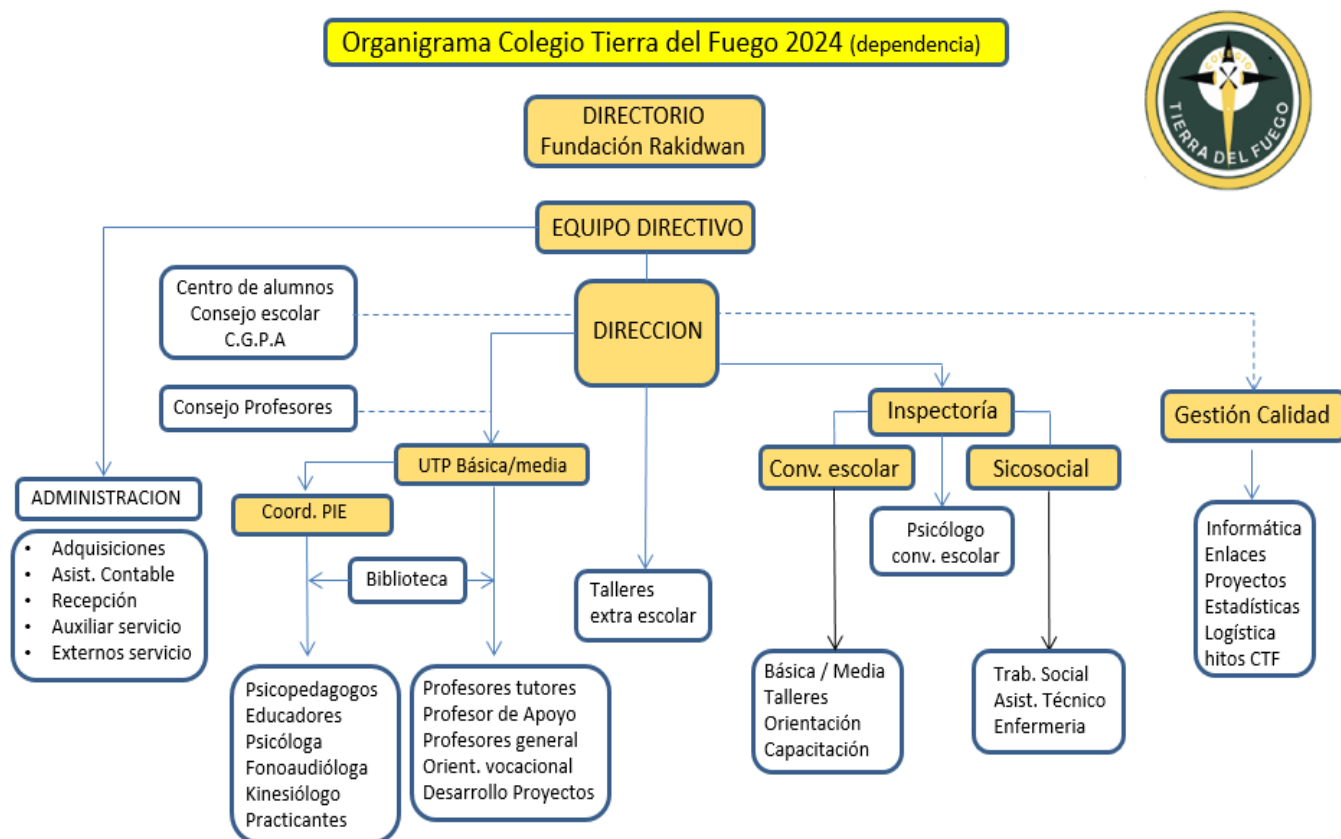 Organigrama Colegio Tierra del Fuego 2024 (dependencia)
colegio
TIERRA DEL FUEGO
DIRECTORIO
Fundación Rakidwan
EQUIPO DIRECTIVO
Centro de alumnos
Consejo escolar
C.G.P.A
DIRECCION
Consejo Profesores
Inspectoría
Gestión Calidad
UTP Básica/media
Conv. escolar
Sicosocial
ADMINISTRACION
Coord. PIE
Psicólogo
conv. escolar
• Adquisiciones
• Asist. Contable
• Recepción
• Auxiliar servicio
• Externos servicio
Biblioteca
Talleres
extra escolar
Informática
Enlaces
Proyectos
Estadísticas
Logística
hitos CTF
Psicopedagogos
Educadores
Psicóloga
Fonoaudióloga
Kinesiólogo
Practicantes
Profesores tutores
Profesor de Apoyo
Profesores general
Orient. vocacional
Desarrollo Proyectos
Básica / Media
Talleres
Orientación
Capacitación
Trab. Social
Asist. Técnico
Enfermeria